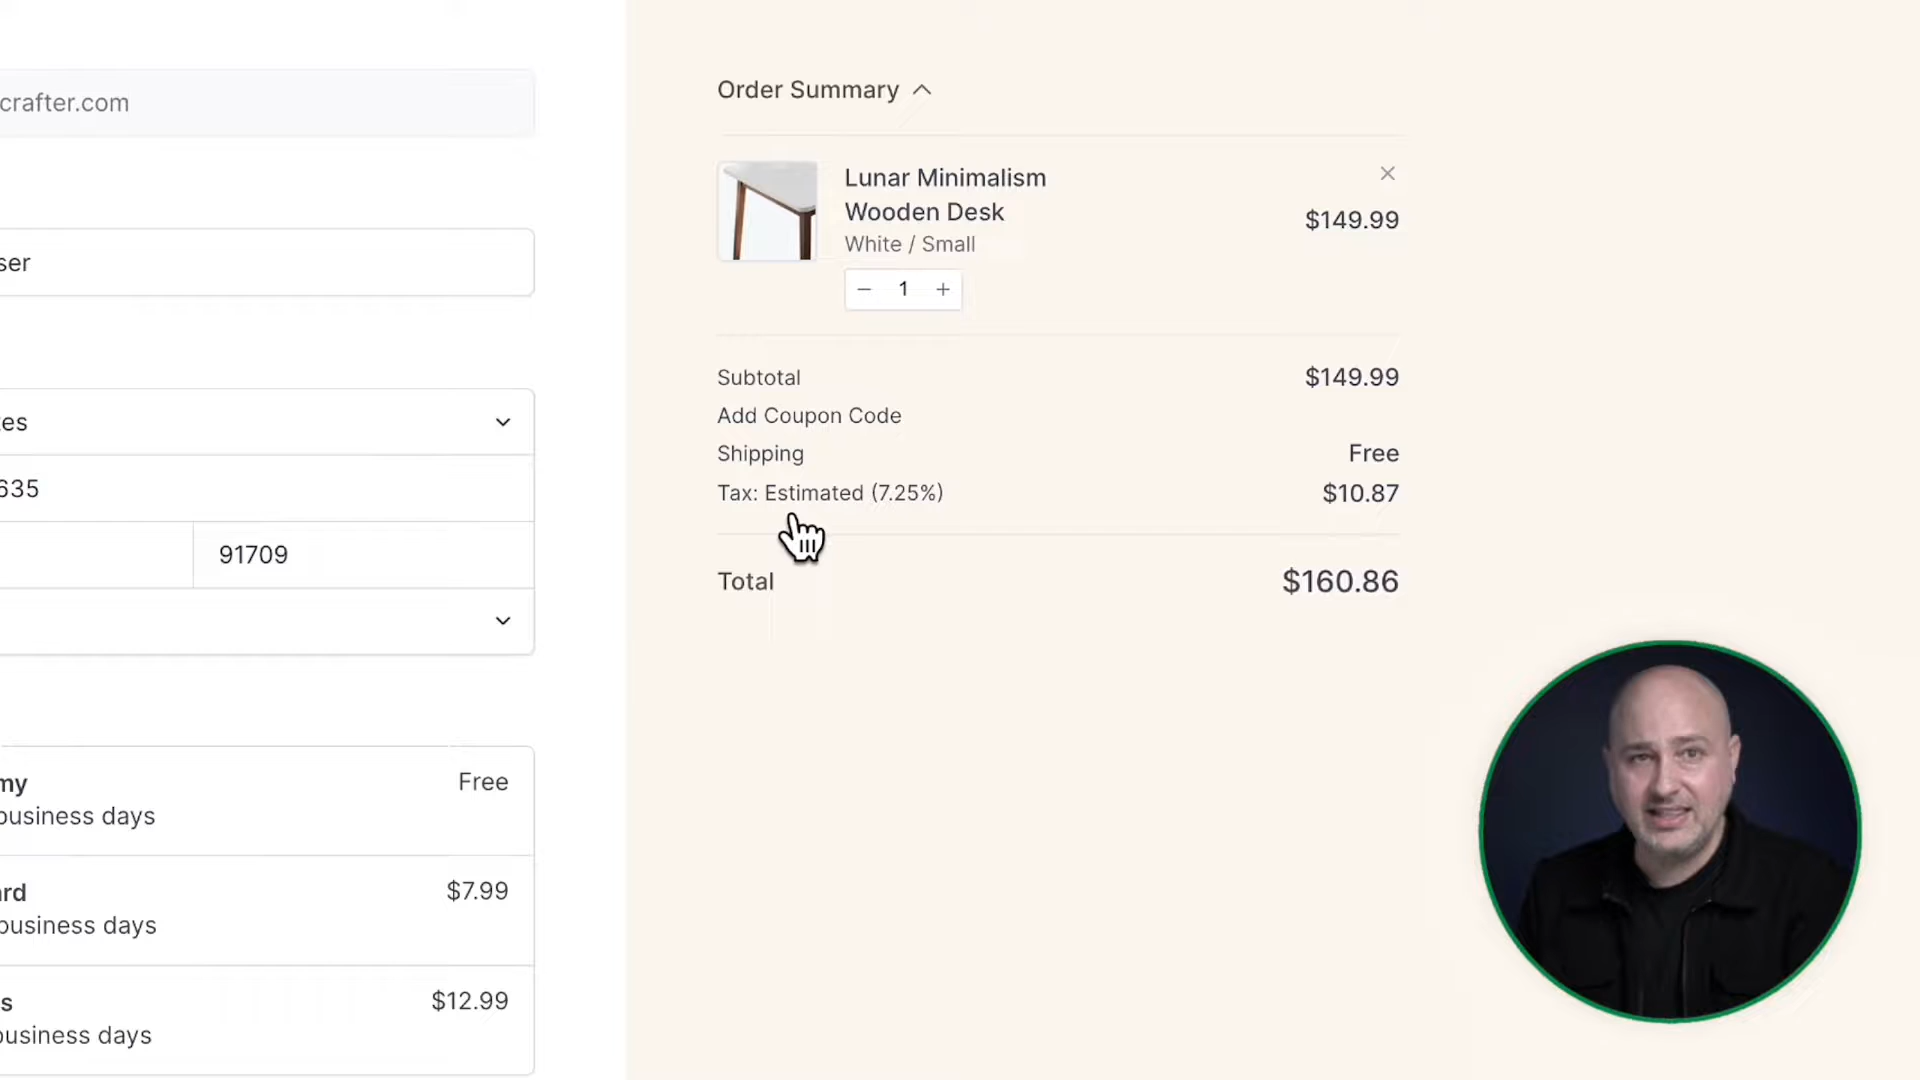 crafter.com
ser
es
635
91709
my
Free
business days
ard
$7.99
business days
s
$12.99
business days
Order Summary
Lunar Minimalism
Wooden Desk
$149.99
White / Small
1
Subtotal
$149.99
Add Coupon Code
Shipping
Free
Tax: Estimated (7.25%)
$10.87
Total
$160.86